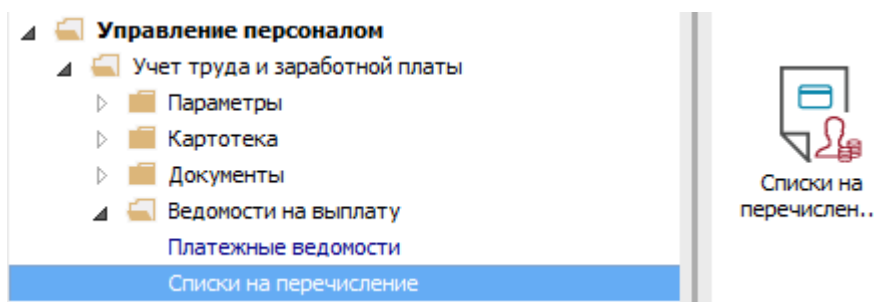 Управление персоналом
Учет труда и заработной платы
Параметры
Картотека
Документы
Ведомости на выплату
Платежные ведомости
Списки на перечисление
Списки на
перечислен..